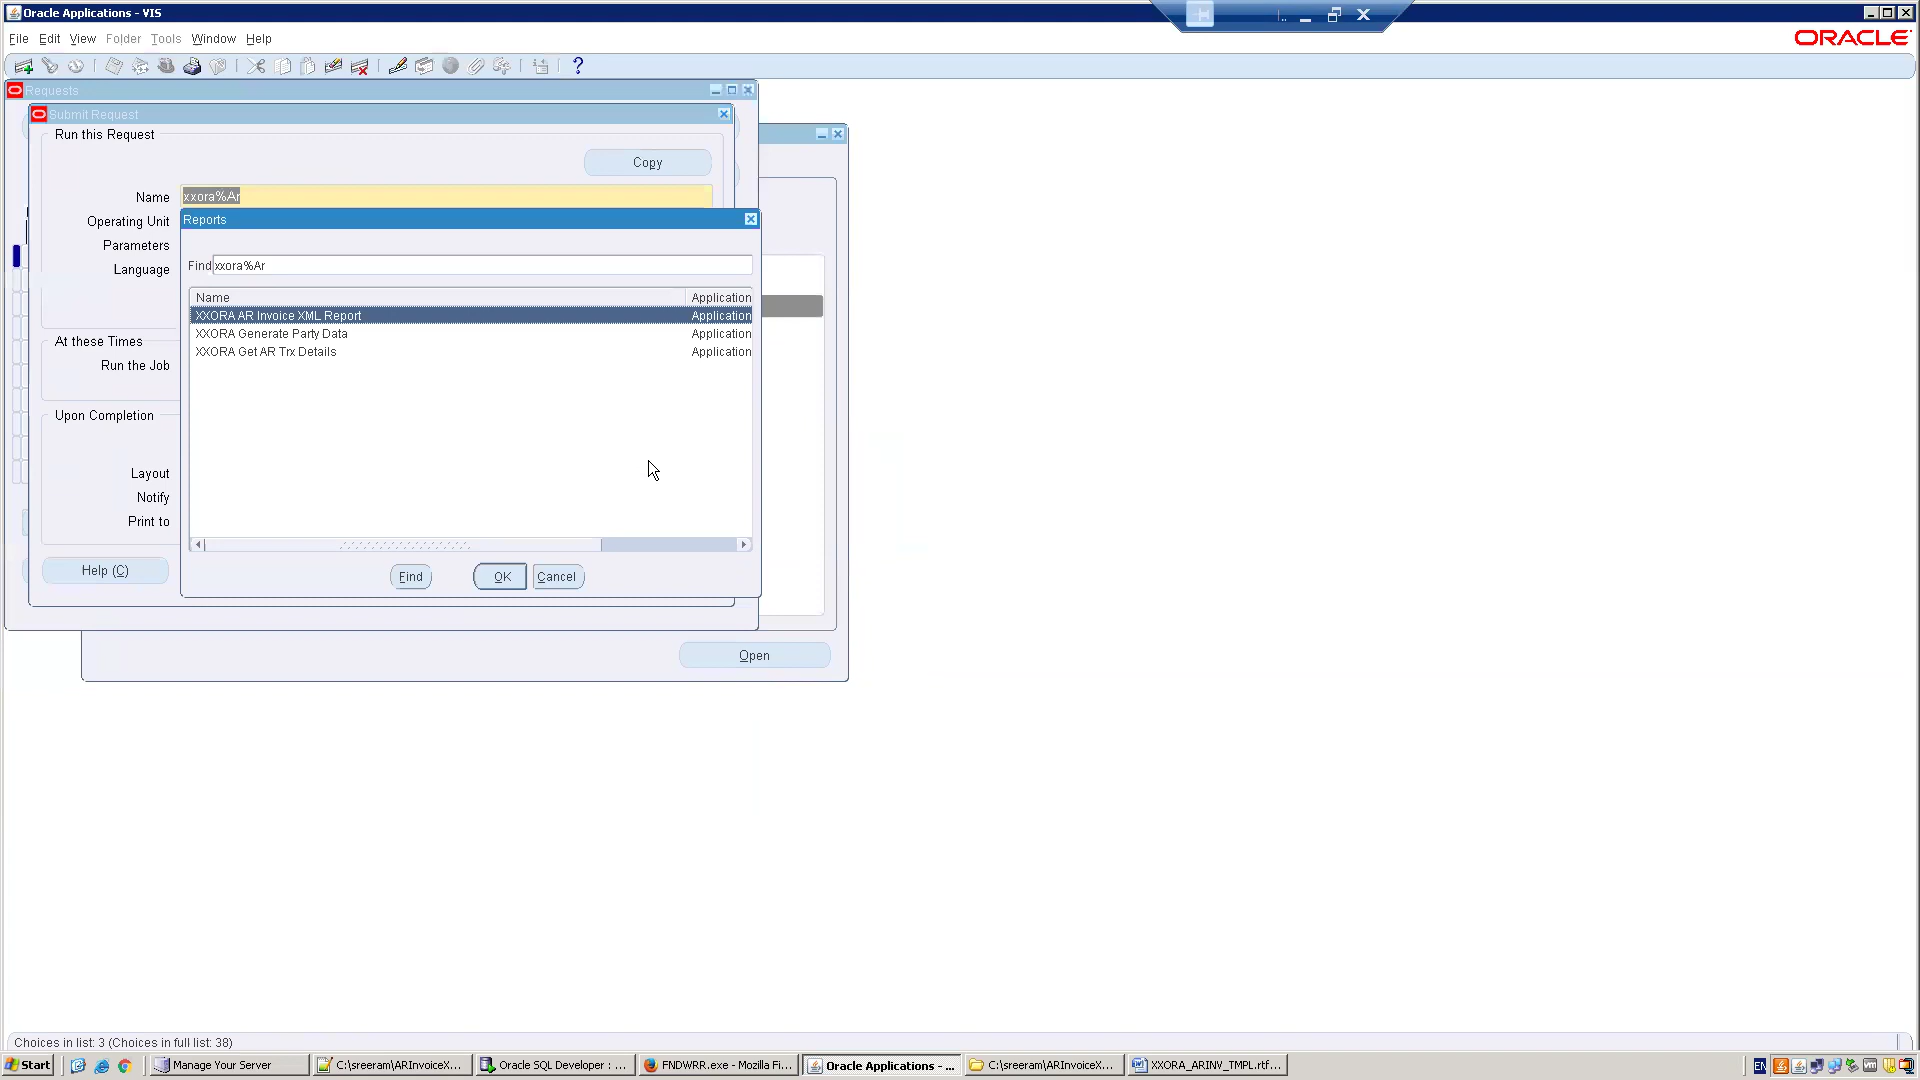 Oracle Applications - VIS
File Edit View Folder Tools Window Help
ORACLE
Requests
Submit Request
Run this Request
Copy
Name xxora%Ar
Operating Unit
Parameters
Language
Reports
Find xxora%Ar
Name Application
XXORA AR Invoice XML Report Application
XXORA Generate Party Data Application
XXORA Get AR Trx Details Application
At these Times
Run the Job
Upon Completion
Layout
Notify
Print to
Help (C)
Find OK Cancel
Open
Choices in list: 3 (Choices in full list: 38)
Start Manage Your Server C:\sreeram\ARInvoiceX... Oracle SQL Developer : ... FNDWRR.exe - Mozilla Fi... Oracle Applications - ... C:\sreeram\ARInvoiceX... XXORA_ARINV_TMPL.rtf... EN